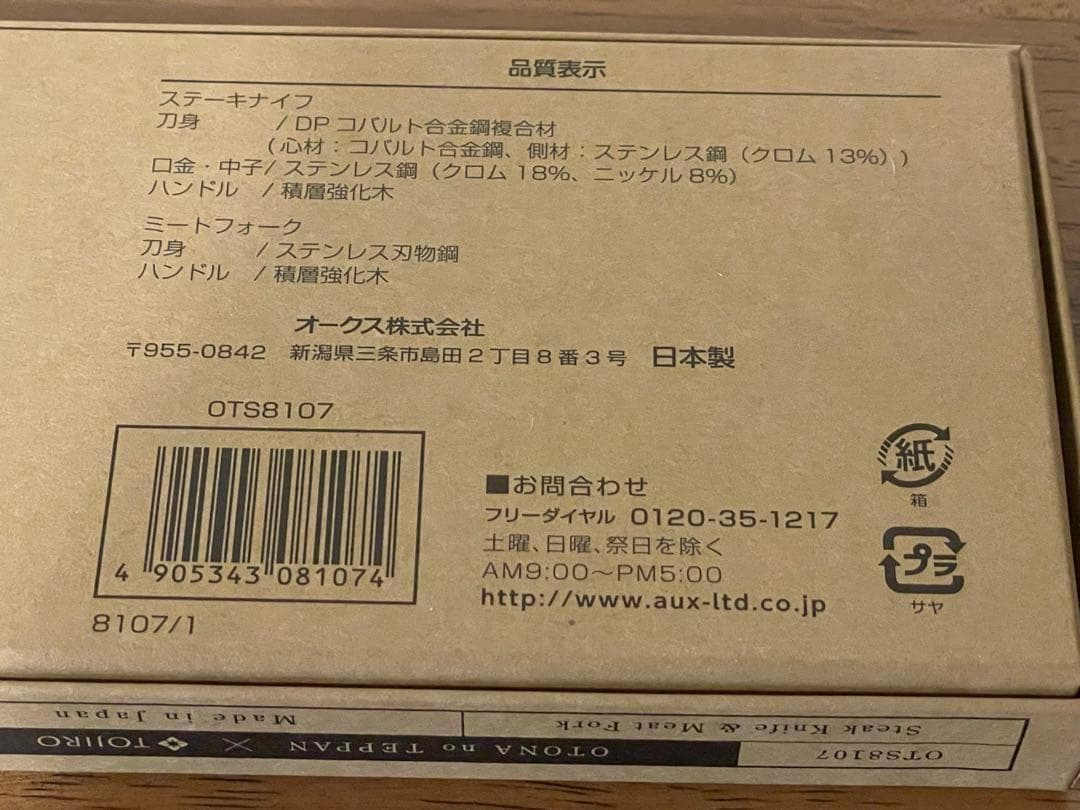 品質表示
ステーキナイフ
刀身 / DP コバルト合金鋼複合材
(心材:コバルト合金鋼、側材:ステンレス鋼(クロム 13%))
口金・中子/ ステンレス鋼(クロム 18%、ニッケル 8%)
ハンドル / 積層強化木
ミートフォーク
刀身 / ステンレス刃物鋼
ハンドル / 積層強化木
オークス株式会社
〒955-0842 新潟県三条市島田2丁目8番3号 日本製
OTS8107
4 905343 081074
8107/1
■お問合わせ
フリーダイヤル 0120-35-1217
土曜、日曜、祭日を除く
AM9:00〜PM5:00
http://www.aux-ltd.co.jp
紙
箱
プラ
サヤ
OTS8107
OTONA no TEPPAN × TOJIRO
Steak Knife & Meat Fork
Made in Japan